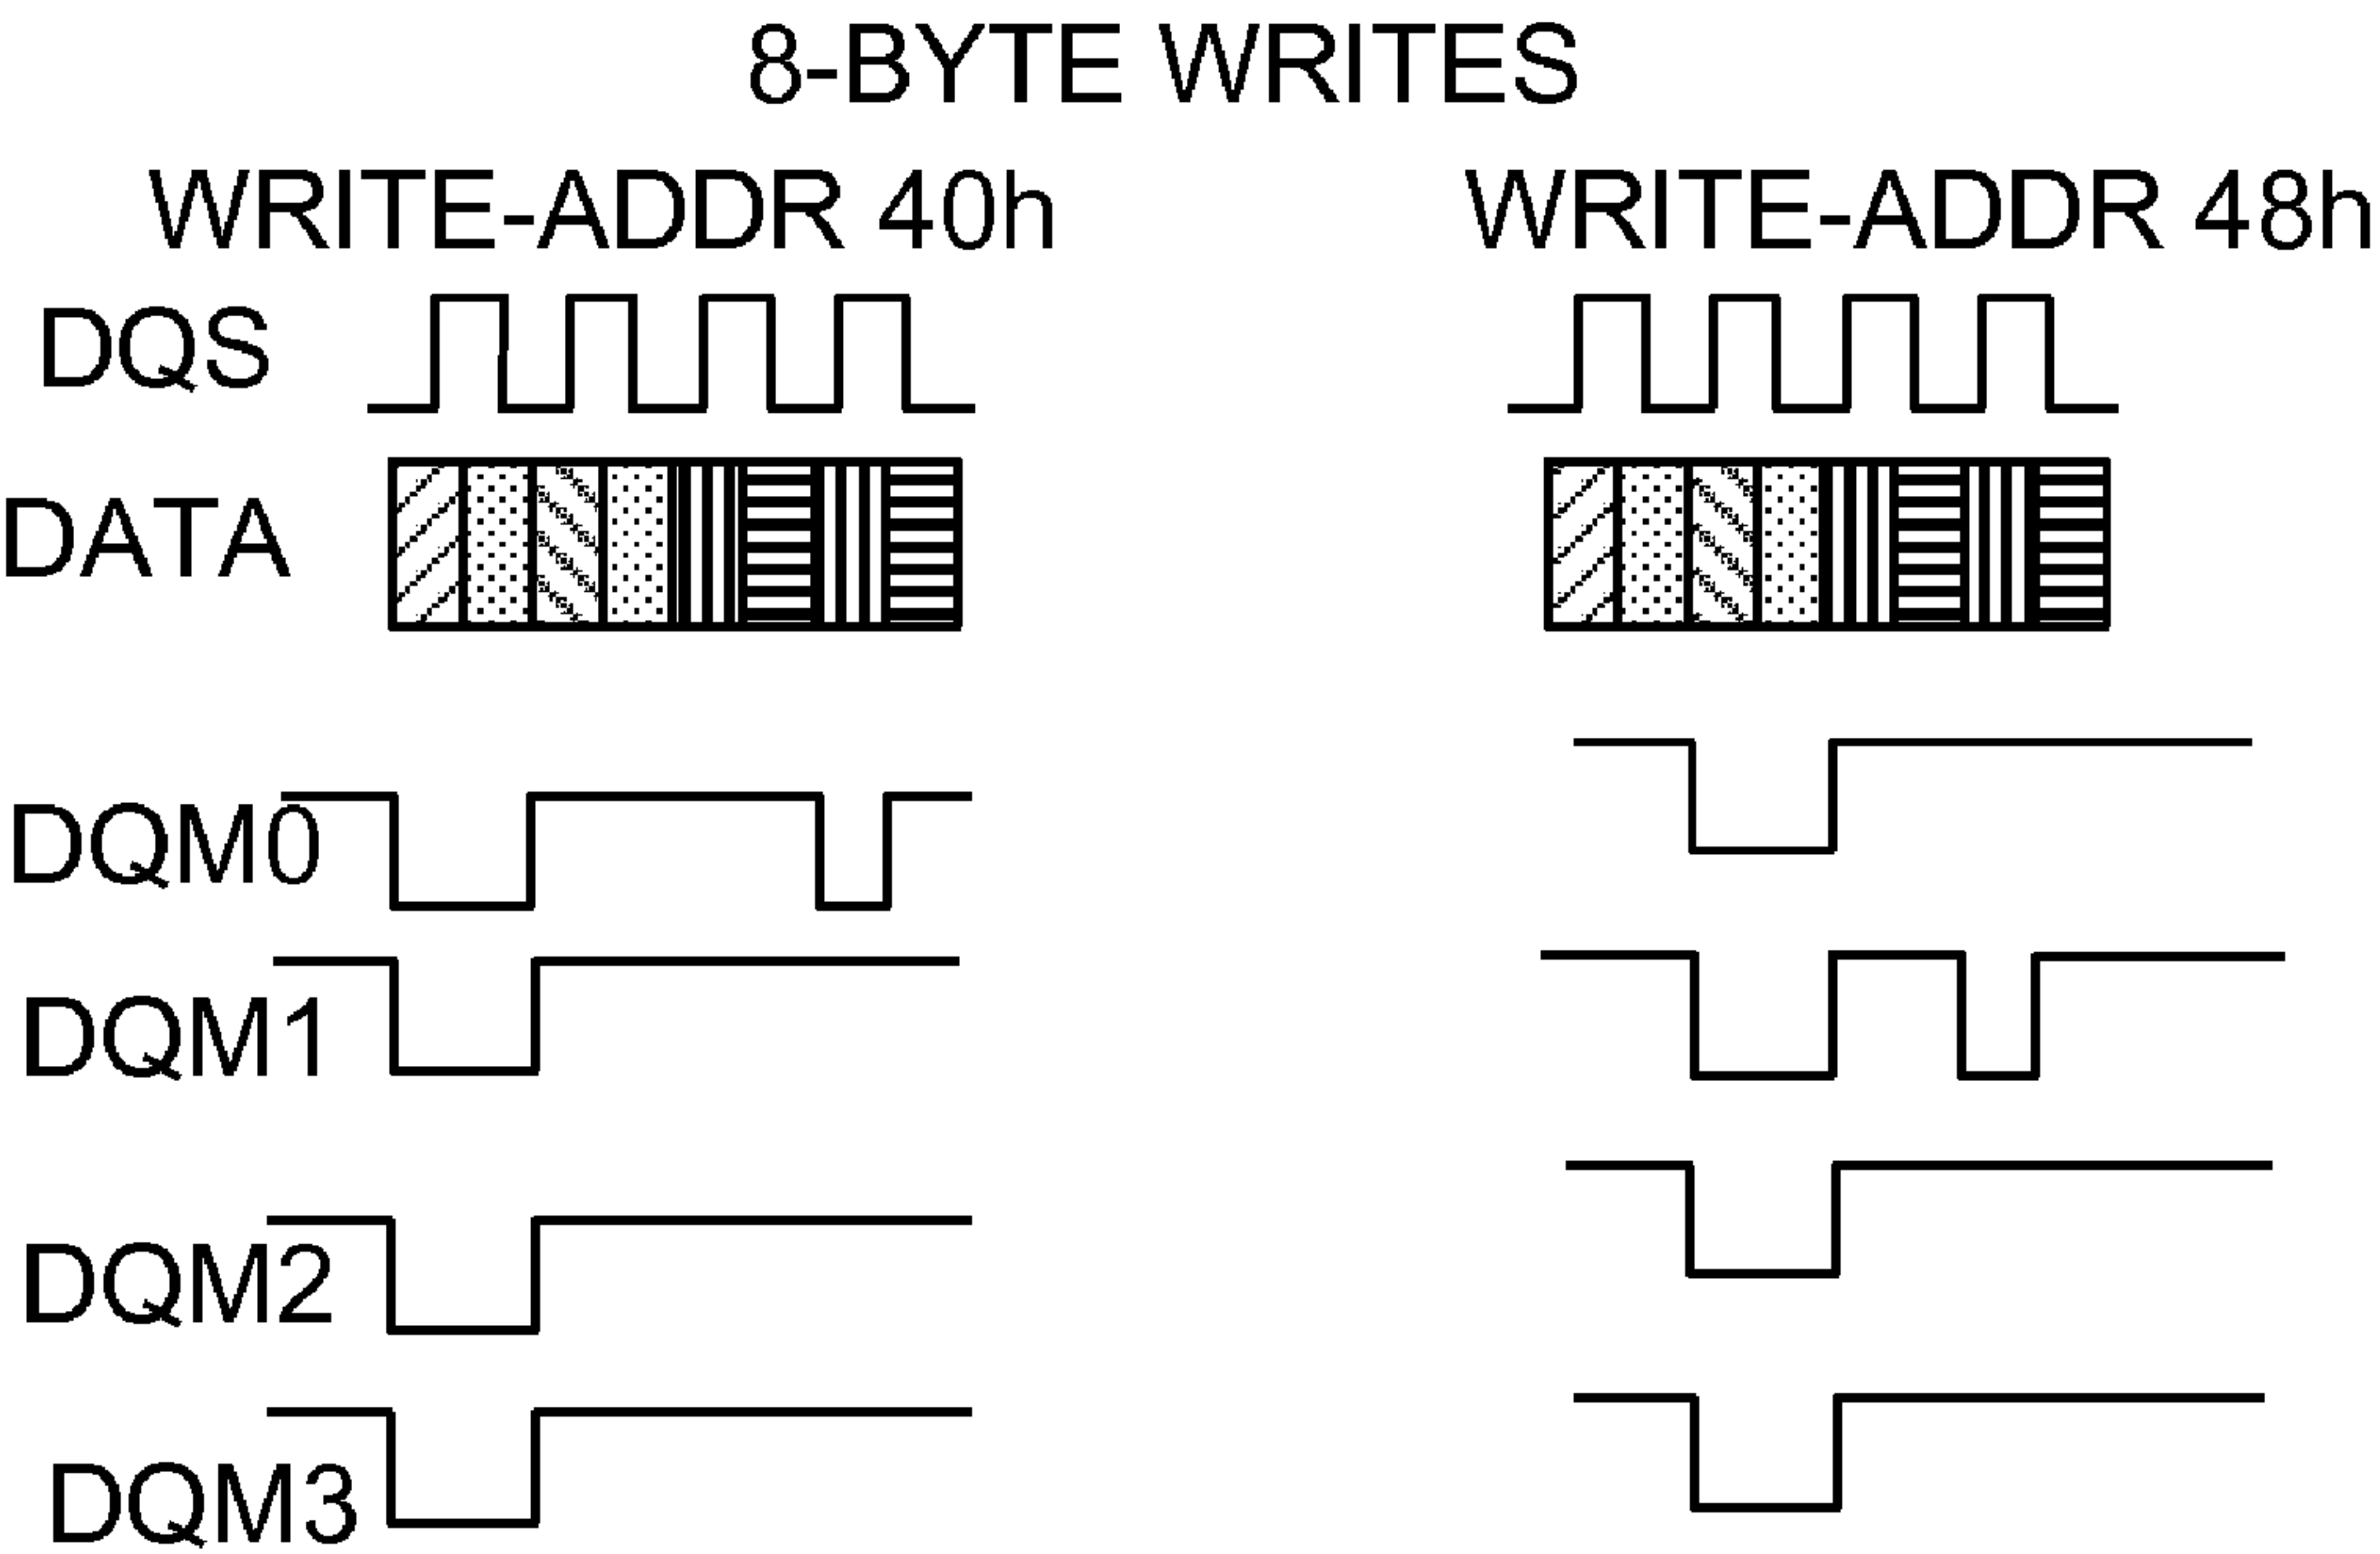 8-BYTE WRITES
WRITE-ADDR 40h
WRITE-ADDR 48h
DQS
DATA
DQM0
DQM1
DQM2
DQM3